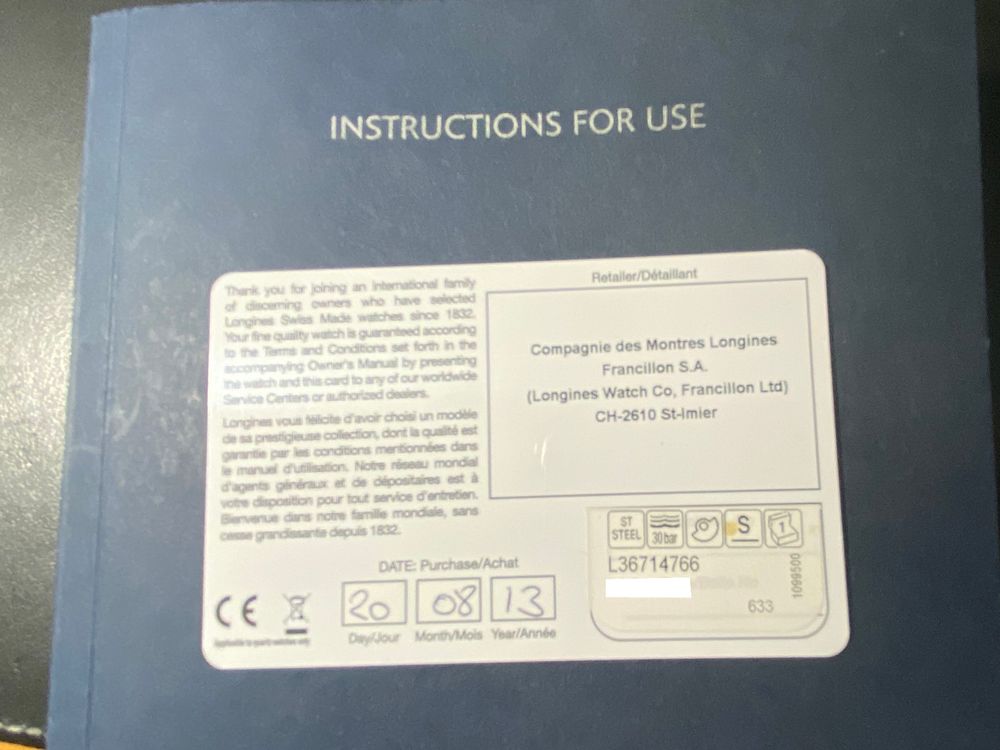 INSTRUCTIONS FOR USE
Thank you for joining an international family
of discerning owners who have selected
Longines Swiss Made watches since 1832.
Your fine quality watch is guaranteed according
to the Terms and Conditions set forth in the
accompanying Owner's Manual by presenting
the watch and this card to any of our worldwide
Service Centers or authorized dealers.
Longines vous félicite d'avoir choisi un modèle
de sa prestigieuse collection, dont la qualité est
garantie par les conditions mentionnées dans
le manuel d'utilisation. Notre réseau mondial
d'agents généraux et de dépositaires est à
votre disposition pour tout service d'entretien.
Bienvenue dans notre famille mondiale, sans
cesse grandissante depuis 1832.
Retailer/Détaillant
Compagnie des Montres Longines
Francillon S.A.
(Longines Watch Co, Francillon Ltd)
CH-2610 St-Imier
DATE: Purchase/Achat
20 08 13
Day/Jour Month/Mois Year/Année
CE
Applicable to quartz watches only
ST
STEEL
30 bar
S
1
L36714766
633
1099500